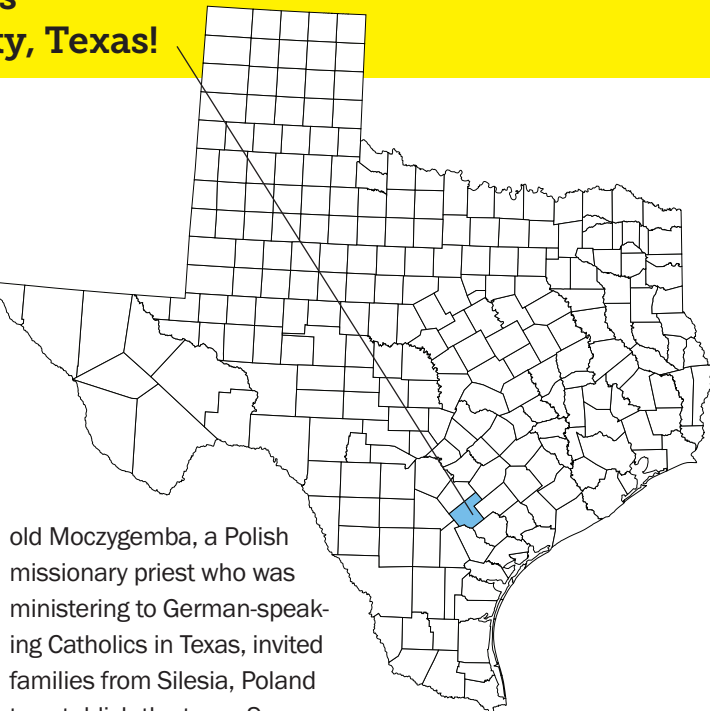 ty, Texas!
old Moczygemba, a Polish
missionary priest who was
ministering to German-speak-
ing Catholics in Texas, invited
families from Silesia, Poland